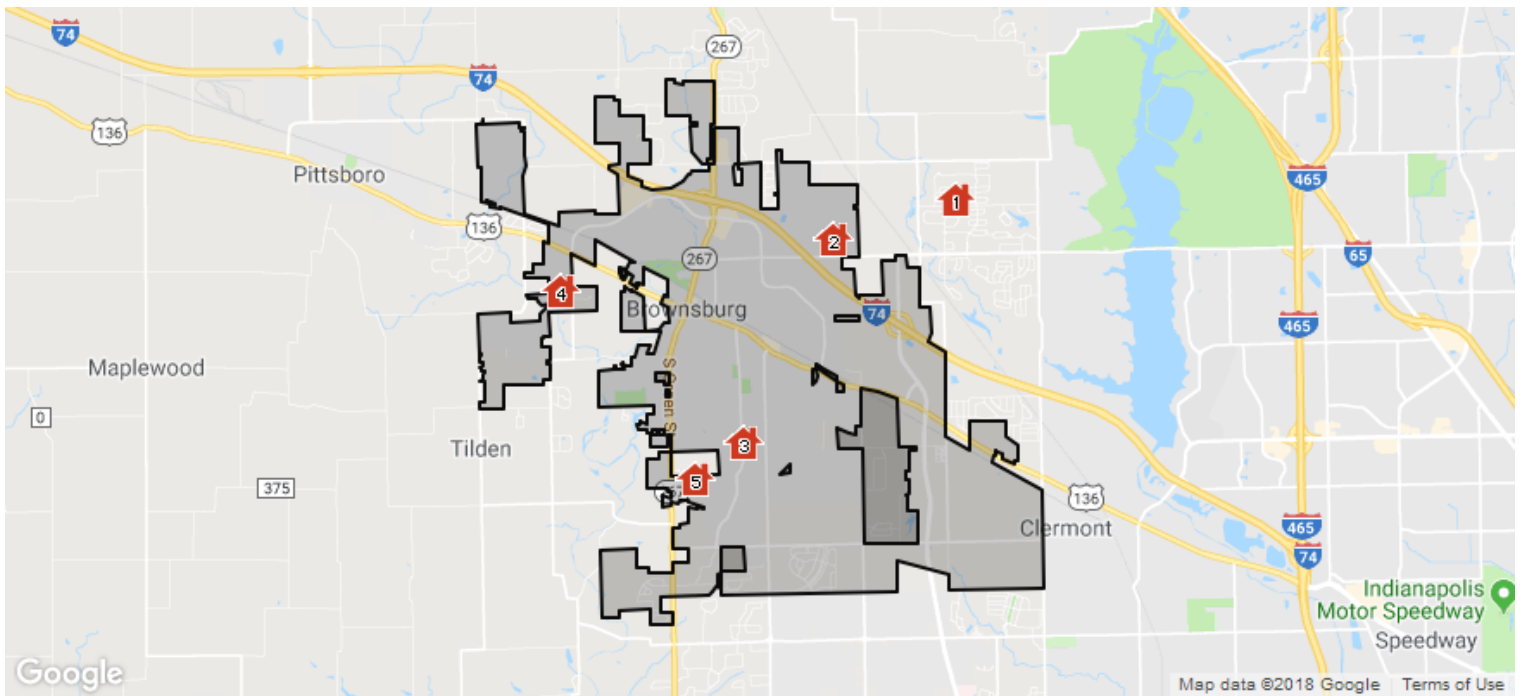 74
267
74
136
Pittsboro
465
1
136
2
65
267
4
Brownsburg
74
465
Maplewood
S Green St
0
Tilden
3
5
375
136
Clermont
465
74
Indianapolis
Motor Speedway
Speedway
Google
Map data ©2018 Google
Terms of Use